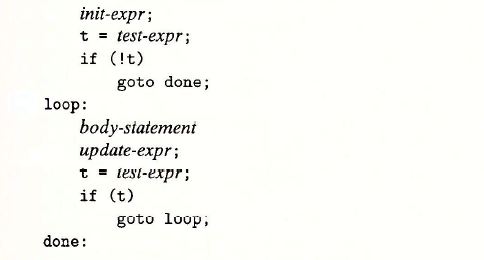 init-expr;
t = test-expr;
if (!t)
goto done;
loop:
body-statement
update-expr;
t = test-expr;
if (t)
goto loop;
done: